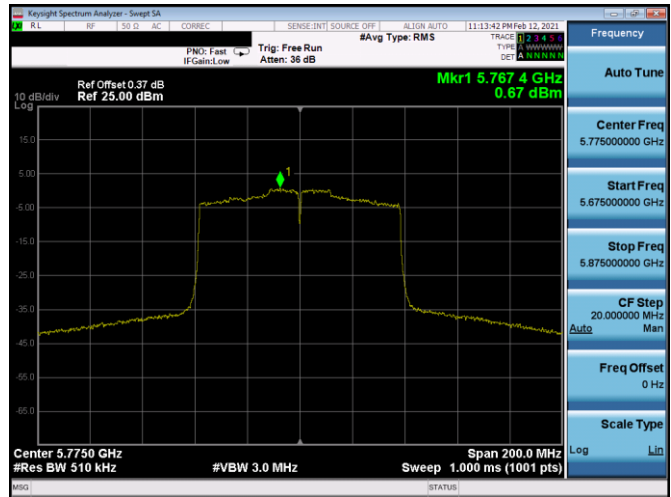 Keysight Spectrum Analyzer - Swept SA
RL RF 50 Ω AC CORREC SENSE:INT SOURCE OFF ALIGN AUTO 11:13:42 PM Feb 12, 2021
#Avg Type: RMS
TRACE 1 2 3 4 5 6
TYPE A WWWWW
DET A N N N N N
PNO: Fast
IFGain:Low
Trig: Free Run
Atten: 36 dB
Mkr1 5.767 4 GHz
0.67 dBm
Ref Offset 0.37 dB
10 dB/div Ref 25.00 dBm
Log
15.0
5.00
-5.00
-15.0
-25.0
-35.0
-45.0
-55.0
-65.0
1
Center 5.7750 GHz Span 200.0 MHz
#Res BW 510 kHz #VBW 3.0 MHz Sweep 1.000 ms (1001 pts)
MSG STATUS
Frequency
Auto Tune
Center Freq
5.775000000 GHz
Start Freq
5.675000000 GHz
Stop Freq
5.875000000 GHz
CF Step
20.000000 MHz
Auto Man
Freq Offset
0 Hz
Scale Type
Log Lin